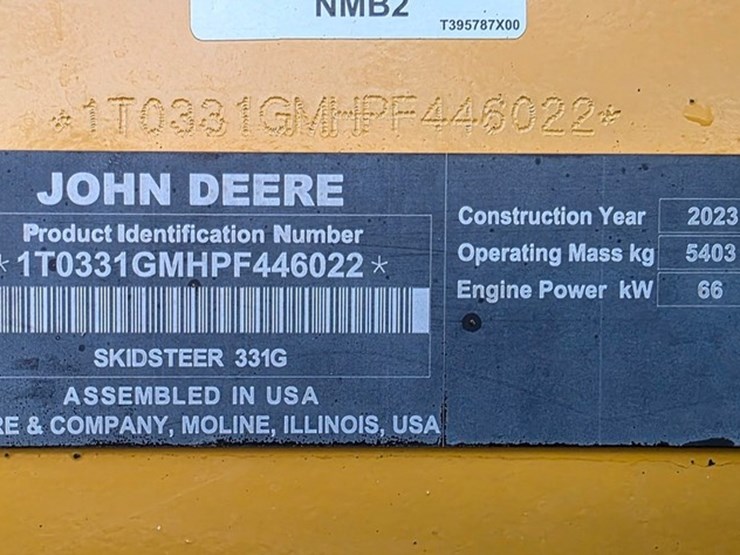 NMB2
T395787X00
*1T0331GMHPF446022*
JOHN DEERE
Product Identification Number
*1T0331GMHPF446022*
SKIDSTEER 331G
ASSEMBLED IN USA
RE & COMPANY, MOLINE, ILLINOIS, USA
Construction Year 2023
Operating Mass kg 5403
Engine Power kW 66